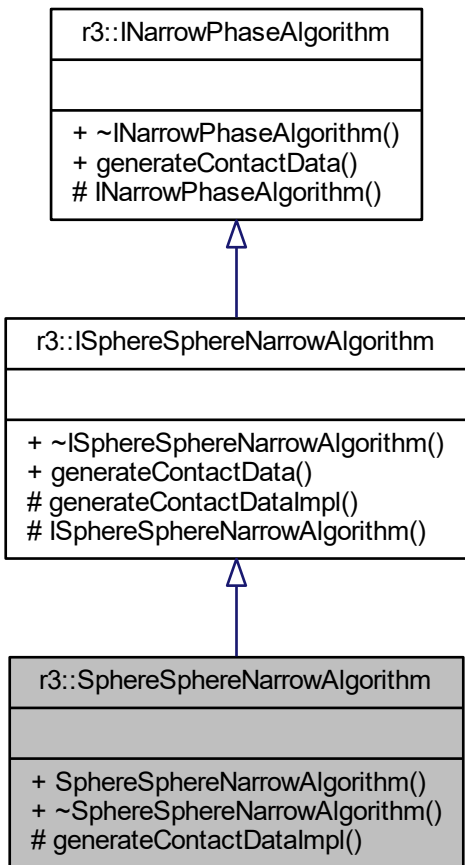 r3::INarrowPhaseAlgorithm
+ ~INarrowPhaseAlgorithm()
+ generateContactData()
# INarrowPhaseAlgorithm()
r3::ISphereSphereNarrowAlgorithm
+ ~ISphereSphereNarrowAlgorithm()
+ generateContactData()
# generateContactDataImpl()
# ISphereSphereNarrowAlgorithm()
r3::SphereSphereNarrowAlgorithm
+ SphereSphereNarrowAlgorithm()
+ ~SphereSphereNarrowAlgorithm()
# generateContactDataImpl()